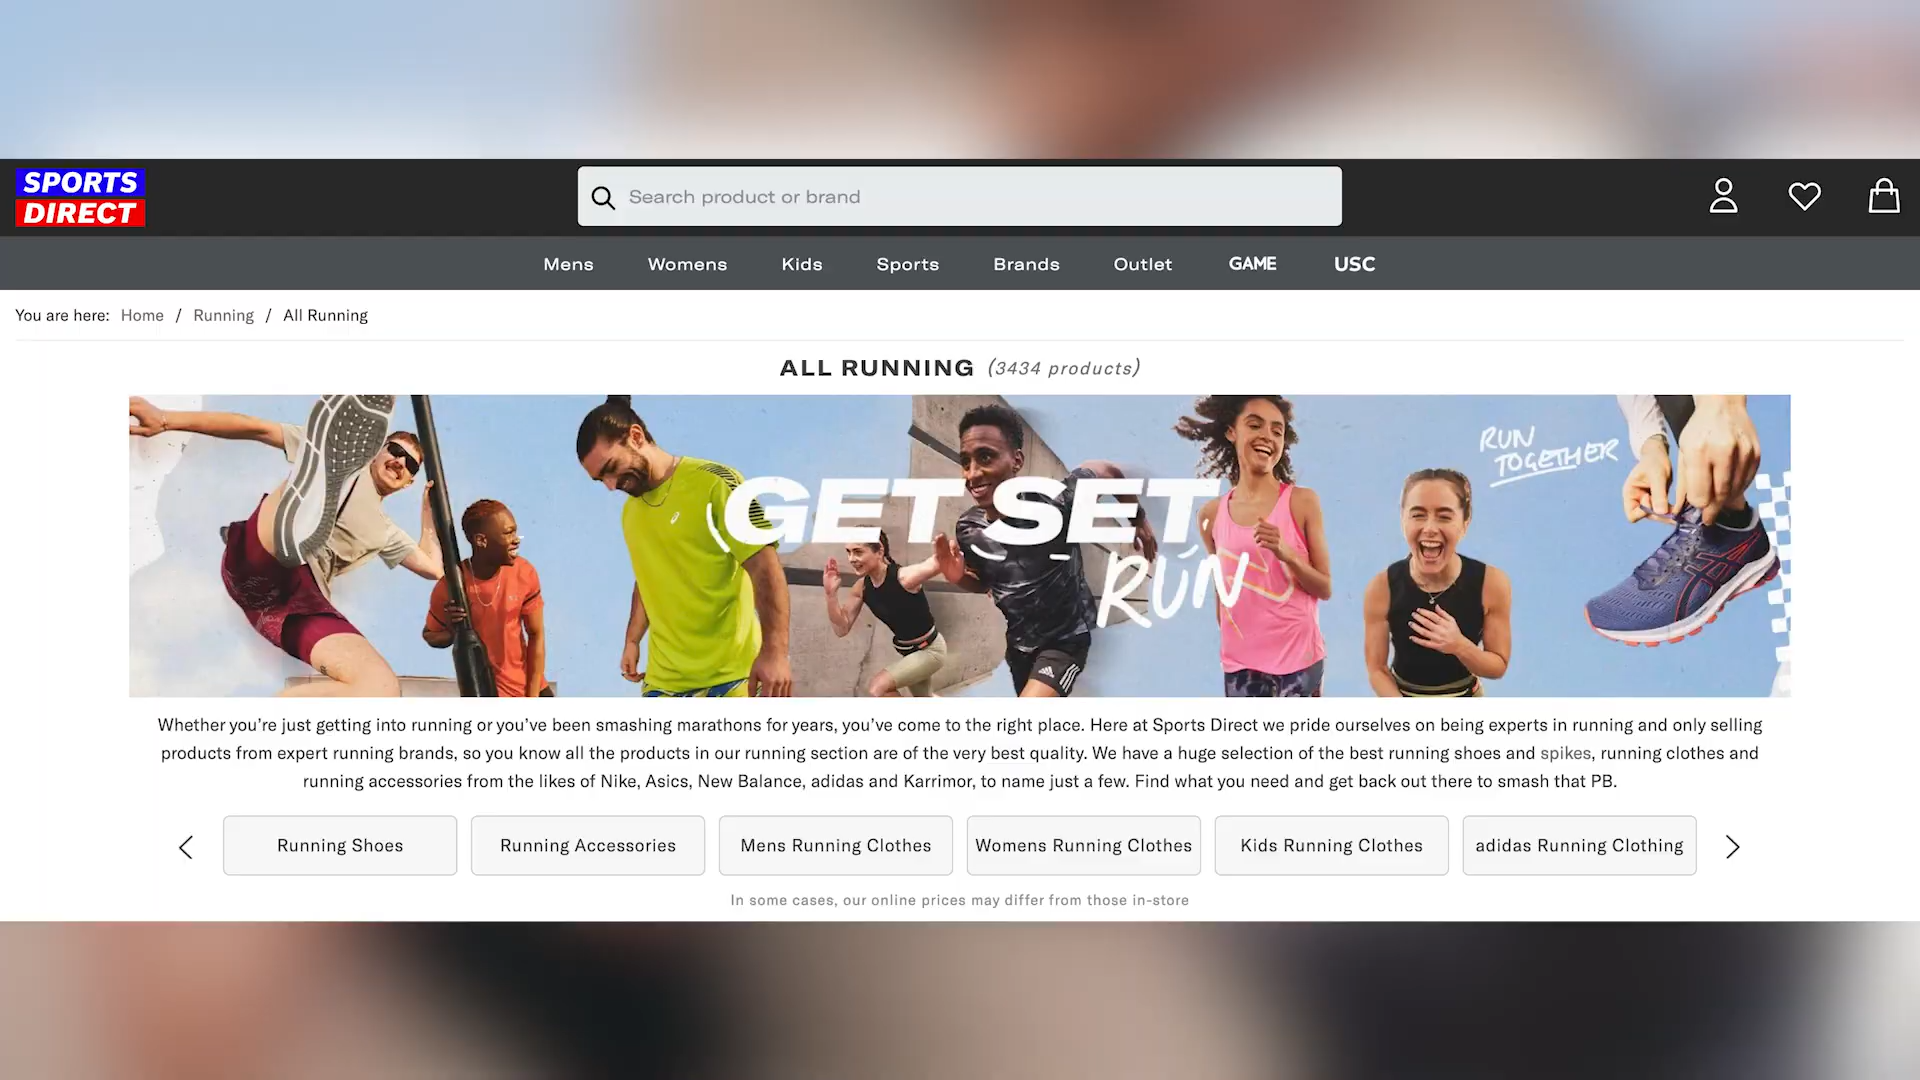 SPORTS
DIRECT
Search product or brand
Mens Womens Kids Sports Brands Outlet GAME USC
You are here: Home / Running / All Running
ALL RUNNING (3434 products)
RUN
TOGETHER
GET SET
RUN
Whether you’re just getting into running or you’ve been smashing marathons for years, you’ve come to the right place. Here at Sports Direct we pride ourselves on being experts in running and only selling
products from expert running brands, so you know all the products in our running section are of the very best quality. We have a huge selection of the best running shoes and spikes, running clothes and
running accessories from the likes of Nike, Asics, New Balance, adidas and Karrimor, to name just a few. Find what you need and get back out there to smash that PB.
Running Shoes Running Accessories Mens Running Clothes Womens Running Clothes Kids Running Clothes adidas Running Clothing
In some cases, our online prices may differ from those in-store